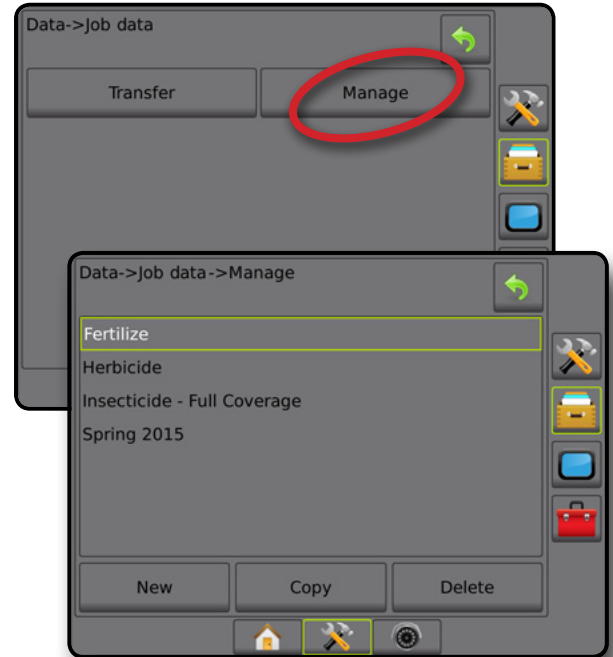 Data->Job data
Transfer Manage
Data->Job data->Manage
Fertilize
Herbicide
Insecticide - Full Coverage
Spring 2015
New Copy Delete